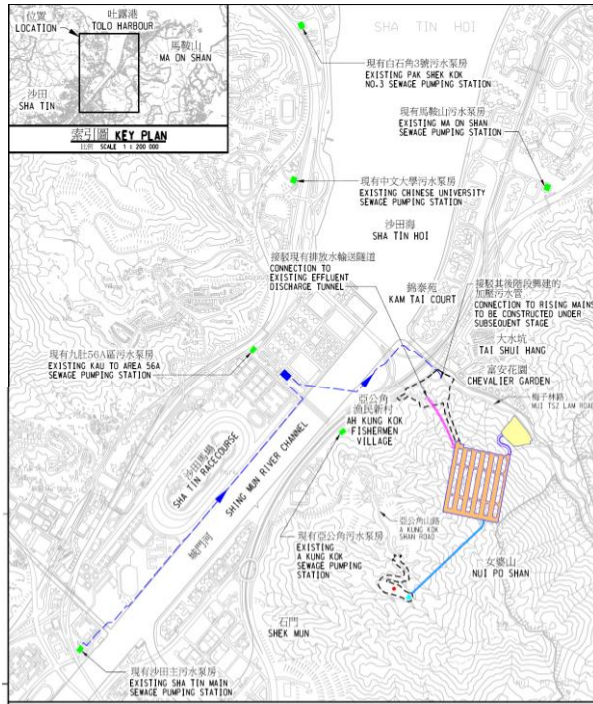 位置
LOCATION
吐露港
TOLO HARBOUR
馬鞍山
MA ON SHAN
沙田
SHA TIN
索引圖 KEY PLAN
比例 SCALE 1 : 200 000
SHA TIN HOI
現有白石角3號污水泵房
EXISTING PAK SHEK KOK
NO.3 SEWAGE PUMPING STATION
現有馬鞍山污水泵房
EXISTING MA ON SHAN
SEWAGE PUMPING STATION
現有中文大學污水泵房
EXISTING CHINESE UNIVERSITY
SEWAGE PUMPING STATION
沙田海
SHA TIN HOI
接駁現有排放水輸送隧道
CONNECTION TO
EXISTING EFFLUENT
DISCHARGE TUNNEL
錦泰苑
KAM TAI COURT
接駁其後階段興建的
加壓污水管
CONNECTION TO RISING MAINS
TO BE CONSTRUCTED UNDER
SUBSEQUENT STAGE
大水坑
TAI SHUI HANG
富安花園
CHEVALIER GARDEN
梅子林路
MUI TSZ LAM ROAD
現有九肚56A區污水泵房
EXISTING KAU TO AREA 56A
SEWAGE PUMPING STATION
亞公角
漁民新村
AH KUNG KOK
FISHERMEN
VILLAGE
沙田馬場
SHA TIN RACECOURSE
城門河
SHING MUN RIVER CHANNEL
現有亞公角污水泵房
EXISTING
A KUNG KOK
SEWAGE PUMPING
STATION
亞公角山路
A KUNG KOK
SHAN ROAD
女婆山
NUI PO SHAN
石門
SHEK MUN
現有沙田主污水泵房
EXISTING SHA TIN MAIN
SEWAGE PUMPING STATION